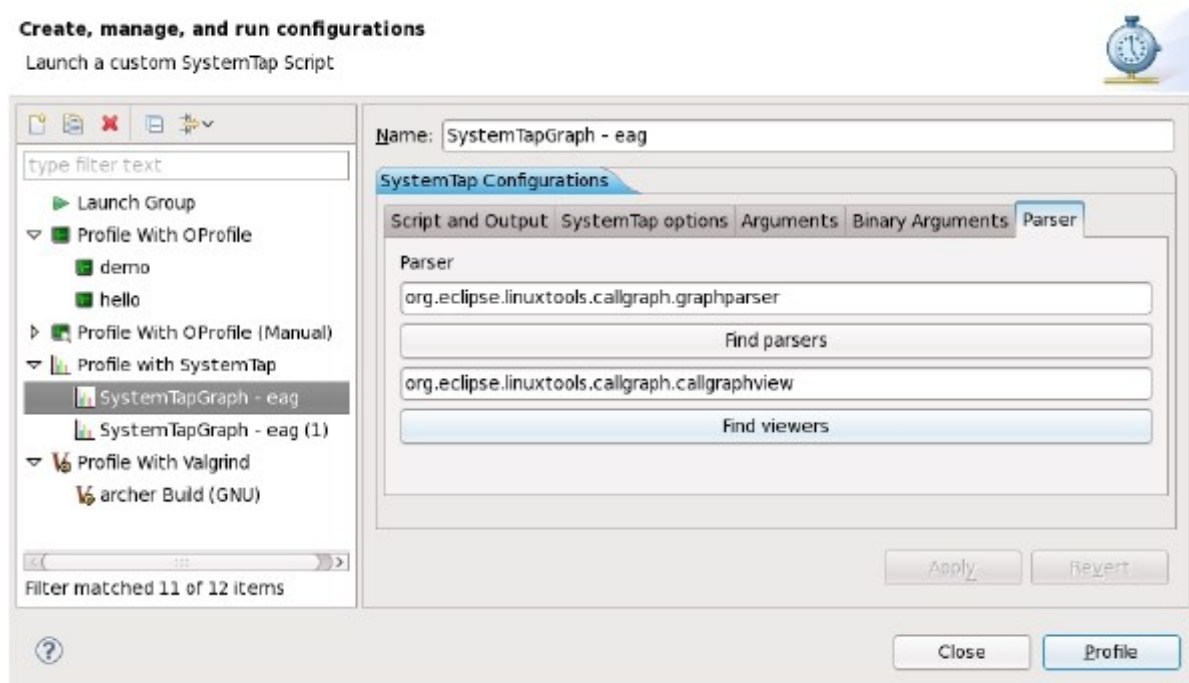 Create, manage, and run configurations
Launch a custom SystemTap Script
type filter text
Launch Group
Profile With OProfile
demo
hello
Profile With OProfile (Manual)
Profile with SystemTap
SystemTapGraph - eag
SystemTapGraph - eag (1)
Profile With Valgrind
archer Build (GNU)
Filter matched 11 of 12 items
Name: SystemTapGraph - eag
SystemTap Configurations
Script and Output SystemTap options Arguments Binary Arguments Parser
Parser
org.eclipse.linuxtools.callgraph.graphparser
Find parsers
org.eclipse.linuxtools.callgraph.callgraphview
Find viewers
Apply Revert
Close Profile